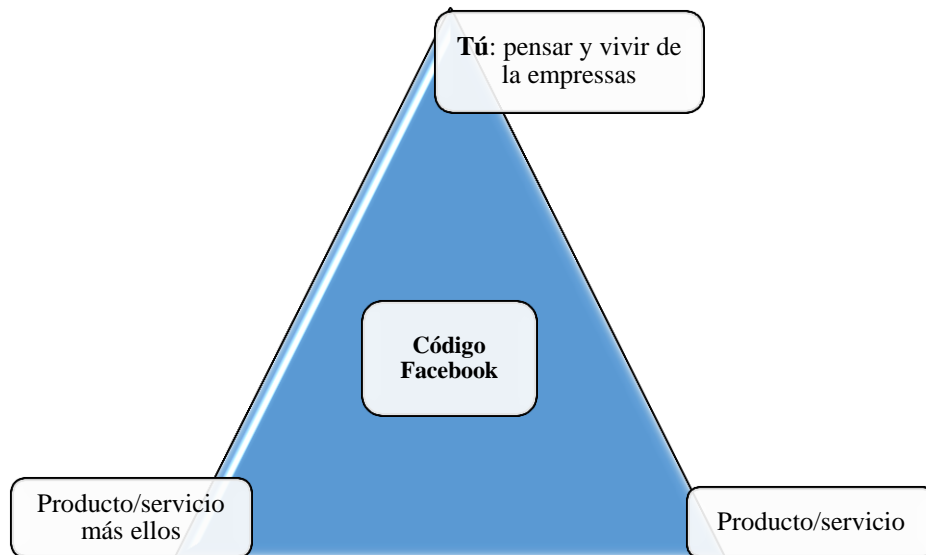 Tú: pensar y vivir de
la empressas
Código
Facebook
Producto/servicio
más ellos
Producto/servicio